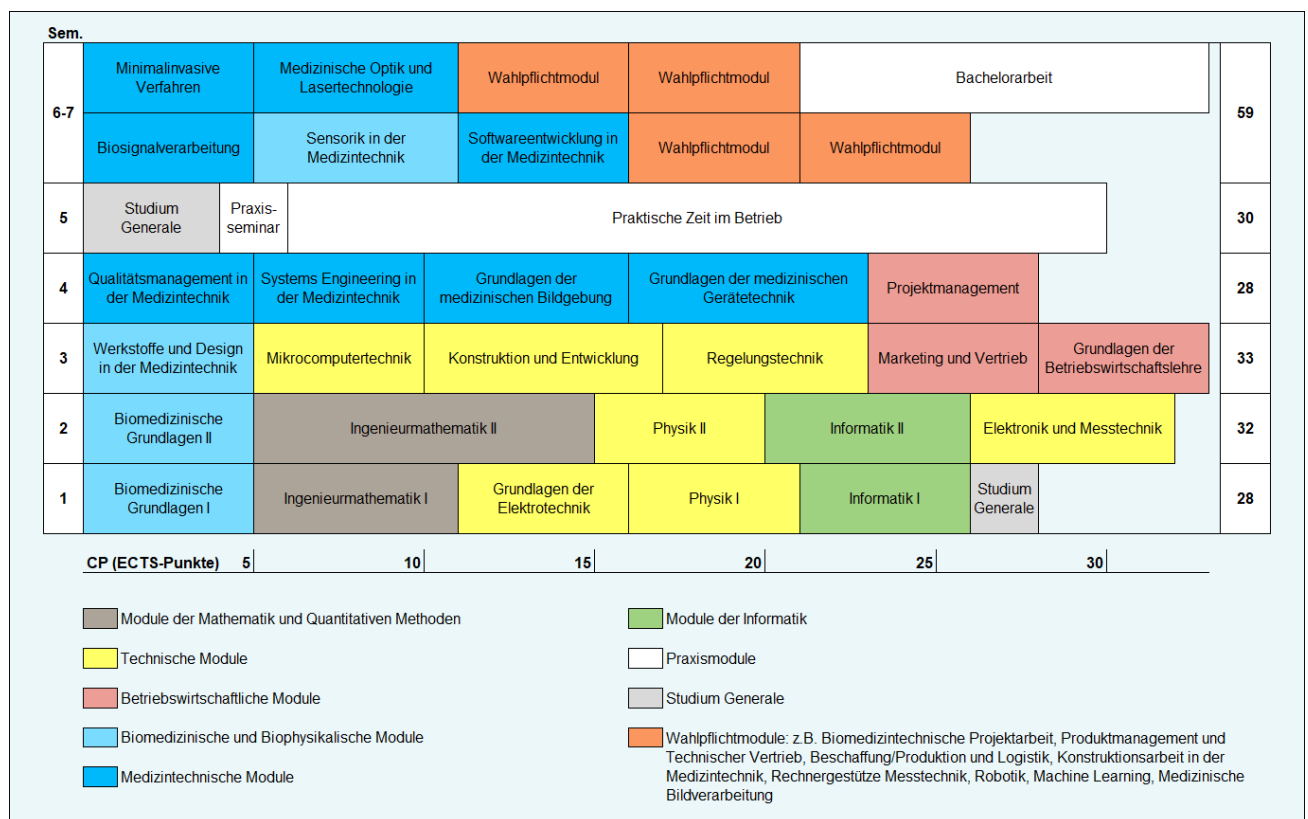 Sem.
6-7
Minimalinvasive
Verfahren
Medizinische Optik und
Lasertechnologie
Wahlpflichtmodul
Wahlpflichtmodul
Bachelorarbeit
59
Biosignalverarbeitung
Sensorik in der
Medizintechnik
Softwareentwicklung in
der Medizintechnik
Wahlpflichtmodul
Wahlpflichtmodul
5
Studium
Generale
Praxis-
seminar
Praktische Zeit im Betrieb
30
4
Qualitätsmanagement in
der Medizintechnik
Systems Engineering in
der Medizintechnik
Grundlagen der
medizinischen Bildgebung
Grundlagen der medizinischen
Gerätetechnik
Projektmanagement
28
3
Werkstoffe und Design
in der Medizintechnik
Mikrocomputertechnik
Konstruktion und Entwicklung
Regelungstechnik
Marketing und Vertrieb
Grundlagen der
Betriebswirtschaftslehre
33
2
Biomedizinische
Grundlagen II
Ingenieurmathematik II
Physik II
Informatik II
Elektronik und Messtechnik
32
1
Biomedizinische
Grundlagen I
Ingenieurmathematik I
Grundlagen der
Elektrotechnik
Physik I
Informatik I
Studium
Generale
28
CP (ECTS-Punkte) 5 10 15 20 25 30
Module der Mathematik und Quantitativen Methoden
Technische Module
Betriebswirtschaftliche Module
Biomedizinische und Biophysikalische Module
Medizintechnische Module
Module der Informatik
Praxismodule
Studium Generale
Wahlpflichtmodule: z.B. Biomedizintechnische Projektarbeit, Produktmanagement und
Technischer Vertrieb, Beschaffung/Produktion und Logistik, Konstruktionsarbeit in der
Medizintechnik, Rechnergestütze Messtechnik, Robotik, Machine Learning, Medizinische
Bildverarbeitung